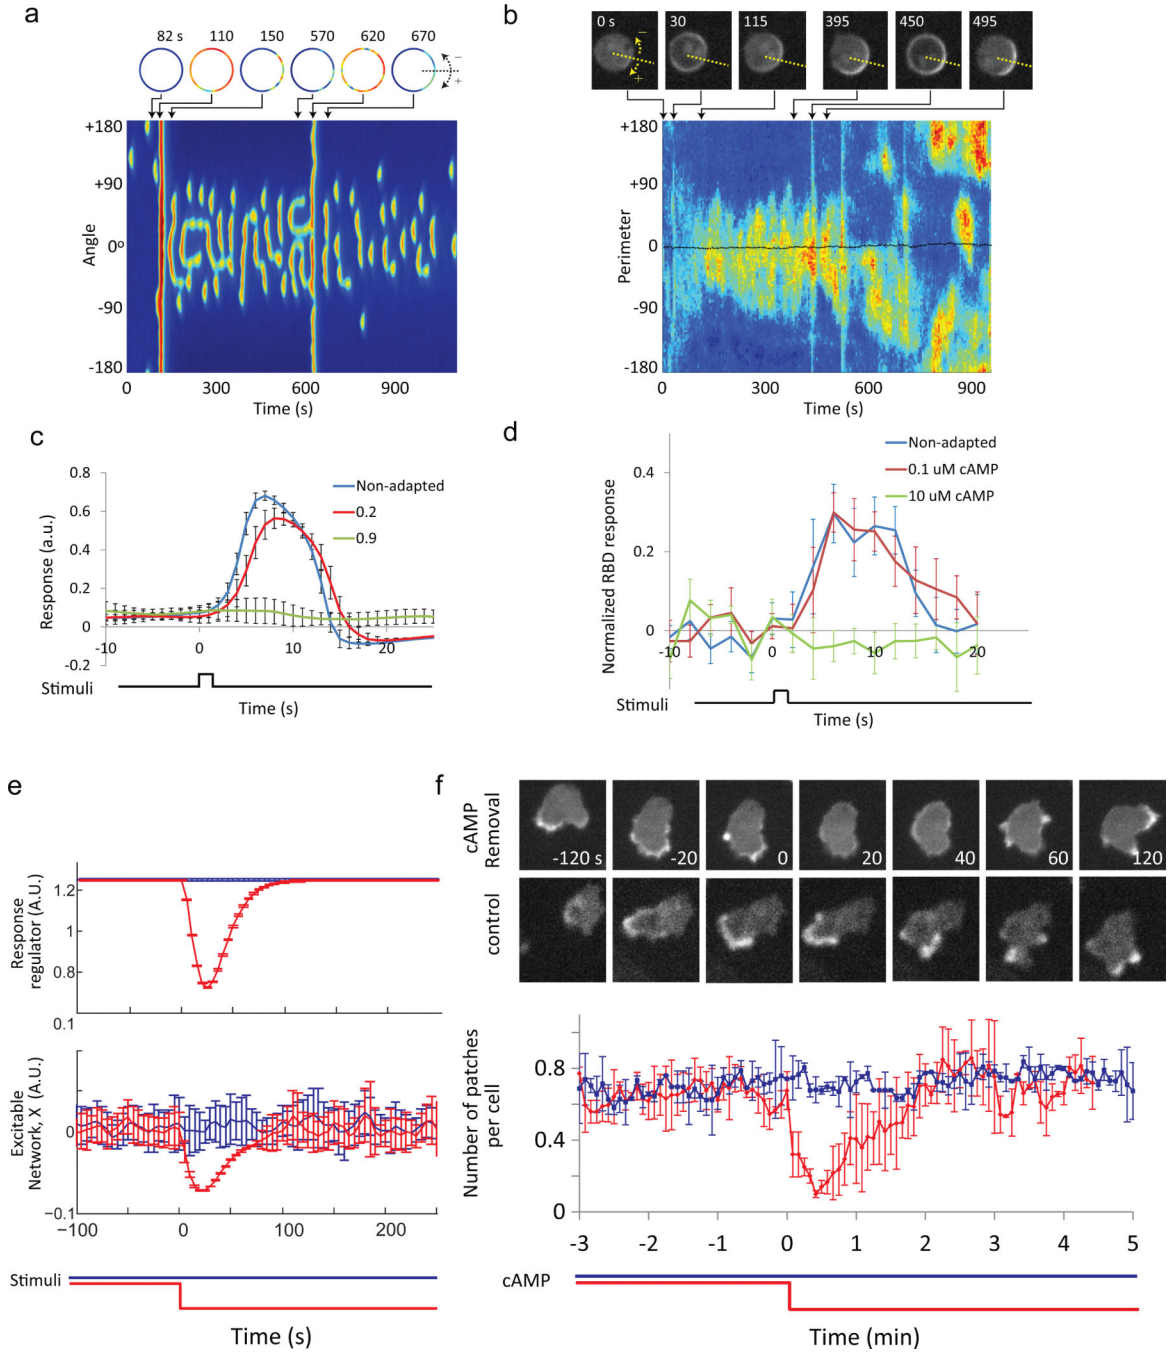 a
82 s 110 150 570 620 670
−
+
+180
+90
0º
-90
-180
Angle
0 300 600 900
Time (s)
b
0 s 30 115 395 450 495
−
+
+180
+90
0
-90
-180
Perimeter
0 300 600 900
Time (s)
c
0.8
0.6
0.4
0.2
0
-0.2
Response (a.u.)
Non-adapted
0.2
0.9
-10 0 10 20
Stimuli
Time (s)
d
0.4
0.2
0
Normalized RBD response
Non-adapted
0.1 uM cAMP
10 uM cAMP
-10 0 10 20
Stimuli
Time (s)
e
Response
regulator (A.U.)
1.2
1
0.8
0.1
Excitable
Network, X (A.U.)
0
−0.1
−100 0 100 200
Stimuli
Time (s)
f
cAMP
Removal
-120 s -20 0 20 40 60 120
control
Number of patches
per cell
0.8
0.4
0
-3 -2 -1 0 1 2 3 4 5
cAMP
Time (min)